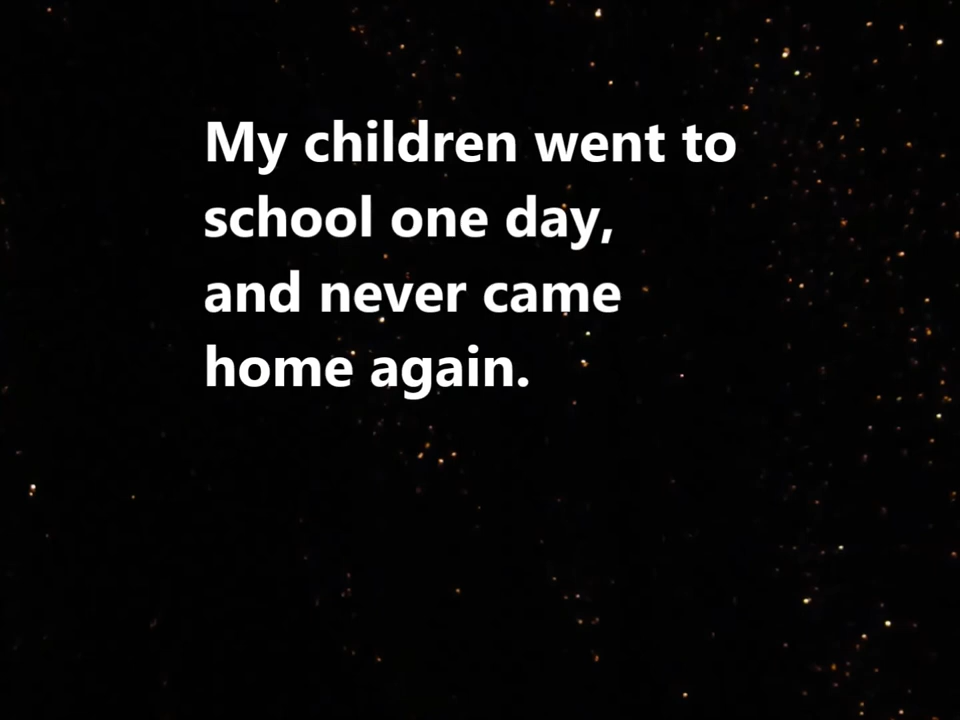 My children went to
school one day,
and never came
home again.